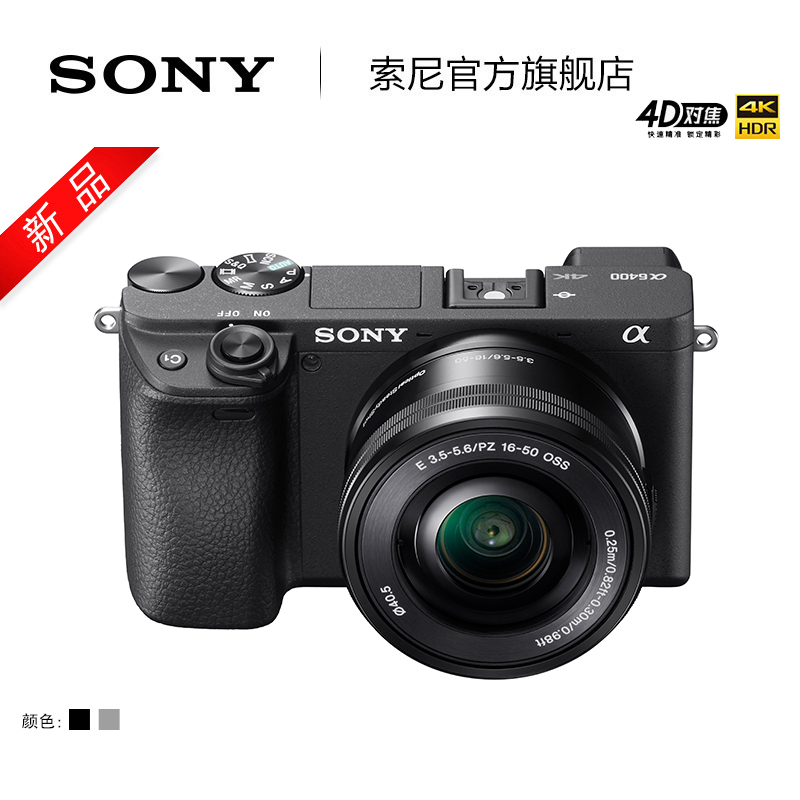 SONY
索尼官方旗舰店
4D对焦
快速精准 锁定精彩
4K
HDR
新品
α6400
4K
MR
S&Q
SCN
AUTO
P
A
S
M
OFF
ON
SONY
α
C1
3.5-5.6/16-50
Optical SteadyShot
E 3.5-5.6/PZ 16-50 OSS
0.25m/0.82ft-0.30m/0.98ft
Ø40.5
颜色: